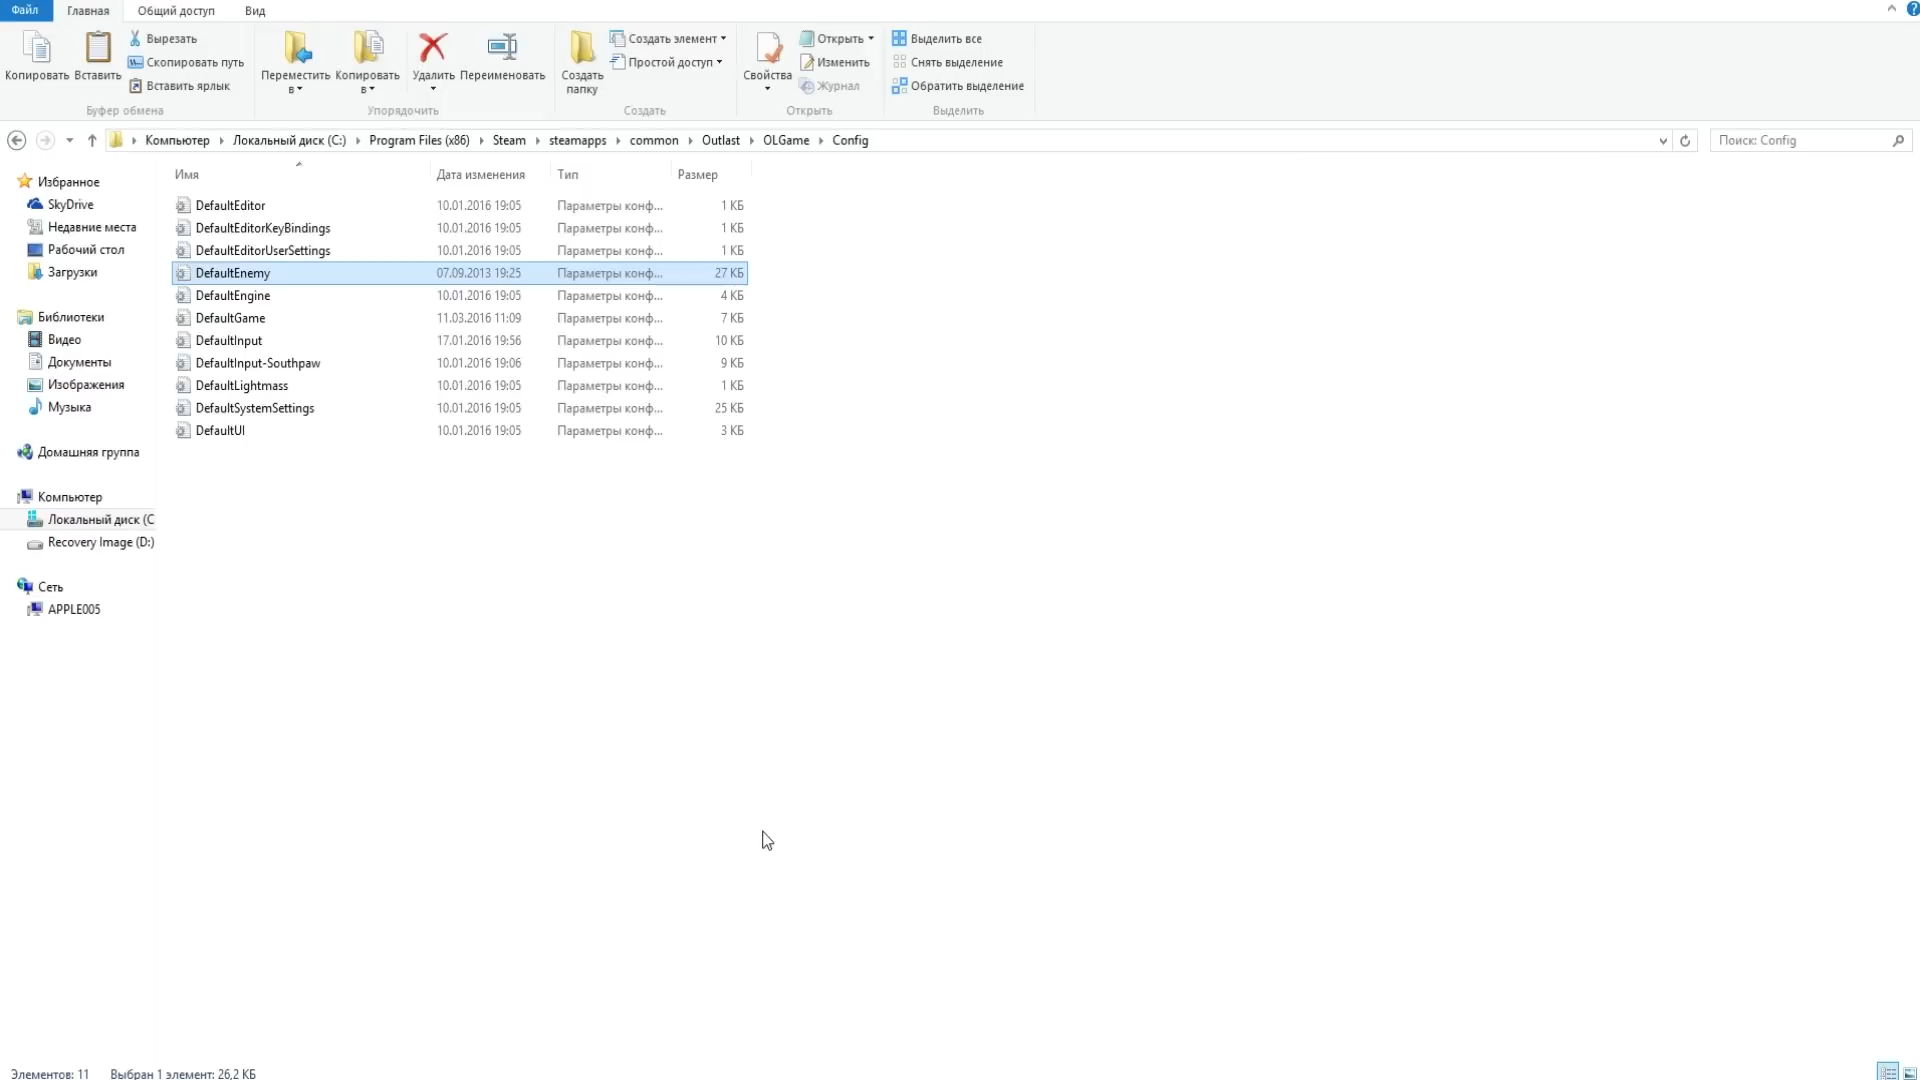 Файл Главная Общий доступ Вид
Копировать Вставить Вырезать
Скопировать путь
Вставить ярлык
Буфер обмена
Переместить в Копировать в Удалить Переименовать
Упорядочить
Создать папку Создать элемент
Простой доступ
Создать
Свойства Открыть
Изменить
Журнал
Открыть
Выделить все
Снять выделение
Обратить выделение
Выделить
Компьютер Локальный диск (C:) Program Files (x86) Steam steamapps common Outlast OLGame Config
Поиск: Config
Избранное
SkyDrive
Недавние места
Рабочий стол
Загрузки
Библиотеки
Видео
Документы
Изображения
Музыка
Домашняя группа
Компьютер
Локальный диск (C
Recovery Image (D:)
Сеть
APPLE005
Имя Дата изменения Тип Размер
DefaultEditor 10.01.2016 19:05 Параметры конф... 1 КБ
DefaultEditorKeyBindings 10.01.2016 19:05 Параметры конф... 1 КБ
DefaultEditorUserSettings 10.01.2016 19:05 Параметры конф... 1 КБ
DefaultEnemy 07.09.2013 19:25 Параметры конф... 27 КБ
DefaultEngine 10.01.2016 19:05 Параметры конф... 4 КБ
DefaultGame 11.03.2016 11:09 Параметры конф... 7 КБ
DefaultInput 17.01.2016 19:56 Параметры конф... 10 КБ
DefaultInput-Southpaw 10.01.2016 19:06 Параметры конф... 9 КБ
DefaultLightmass 10.01.2016 19:05 Параметры конф... 1 КБ
DefaultSystemSettings 10.01.2016 19:05 Параметры конф... 25 КБ
DefaultUI 10.01.2016 19:05 Параметры конф... 3 КБ
Элементов: 11 Выбран 1 элемент: 26,2 КБ